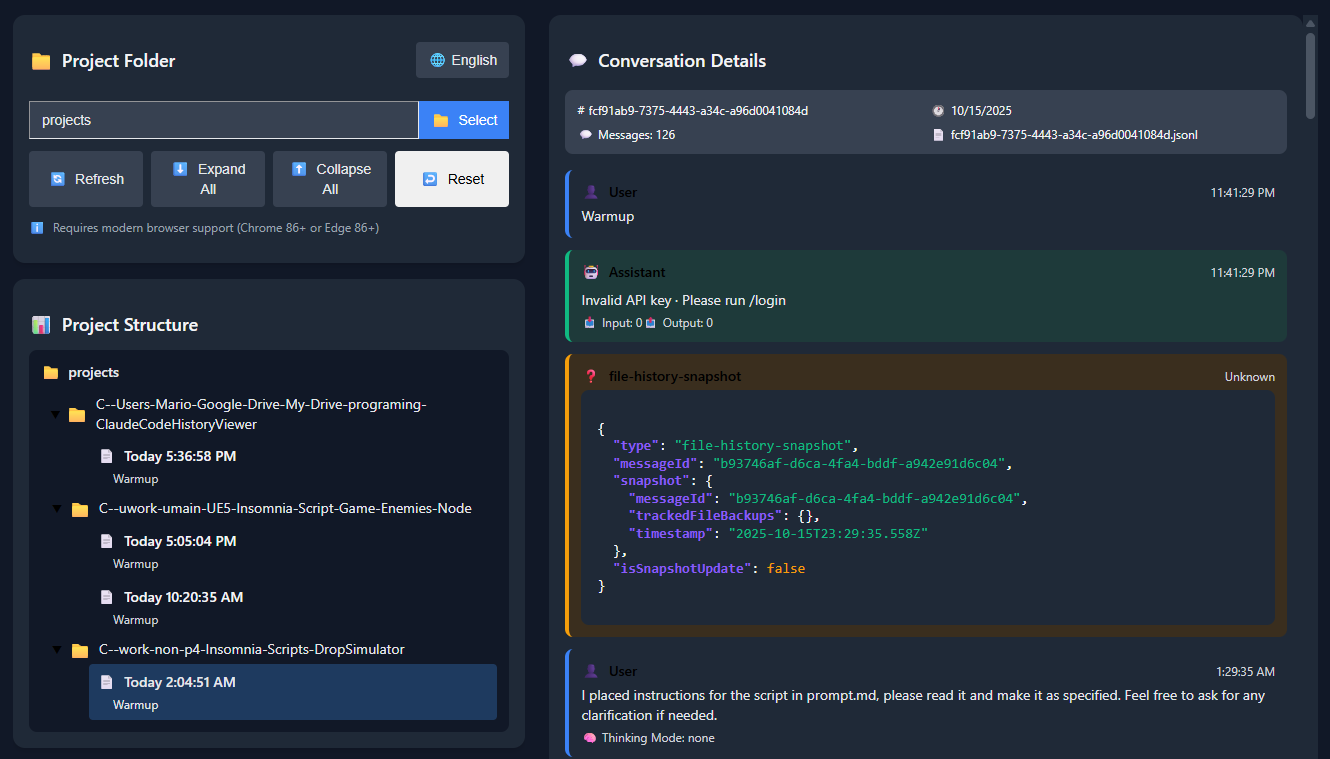 Project Folder
English
projects
Select
Refresh
Expand
All
Collapse
All
Reset
Requires modern browser support (Chrome 86+ or Edge 86+)
Project Structure
projects
C--Users-Mario-Google-Drive-My-Drive-programing-
ClaudeCodeHistoryViewer
Today 5:36:58 PM
Warmup
C--uwork-umain-UE5-Insomnia-Script-Game-Enemies-Node
Today 5:05:04 PM
Warmup
Today 10:20:35 AM
Warmup
C--work-non-p4-Insomnia-Scripts-DropSimulator
Today 2:04:51 AM
Warmup
Conversation Details
# fcf91ab9-7375-4443-a34c-a96d0041084d
10/15/2025
Messages: 126
fcf91ab9-7375-4443-a34c-a96d0041084d.jsonl
User
11:41:29 PM
Warmup
Assistant
11:41:29 PM
Invalid API key · Please run /login
Input: 0 Output: 0
file-history-snapshot
Unknown
{
"type": "file-history-snapshot",
"messageId": "b93746af-d6ca-4fa4-bddf-a942e91d6c04",
"snapshot": {
"messageId": "b93746af-d6ca-4fa4-bddf-a942e91d6c04",
"trackedFileBackups": {},
"timestamp": "2025-10-15T23:29:35.558Z"
},
"isSnapshotUpdate": false
}
User
1:29:35 AM
I placed instructions for the script in prompt.md, please read it and make it as specified. Feel free to ask for any
clarification if needed.
Thinking Mode: none